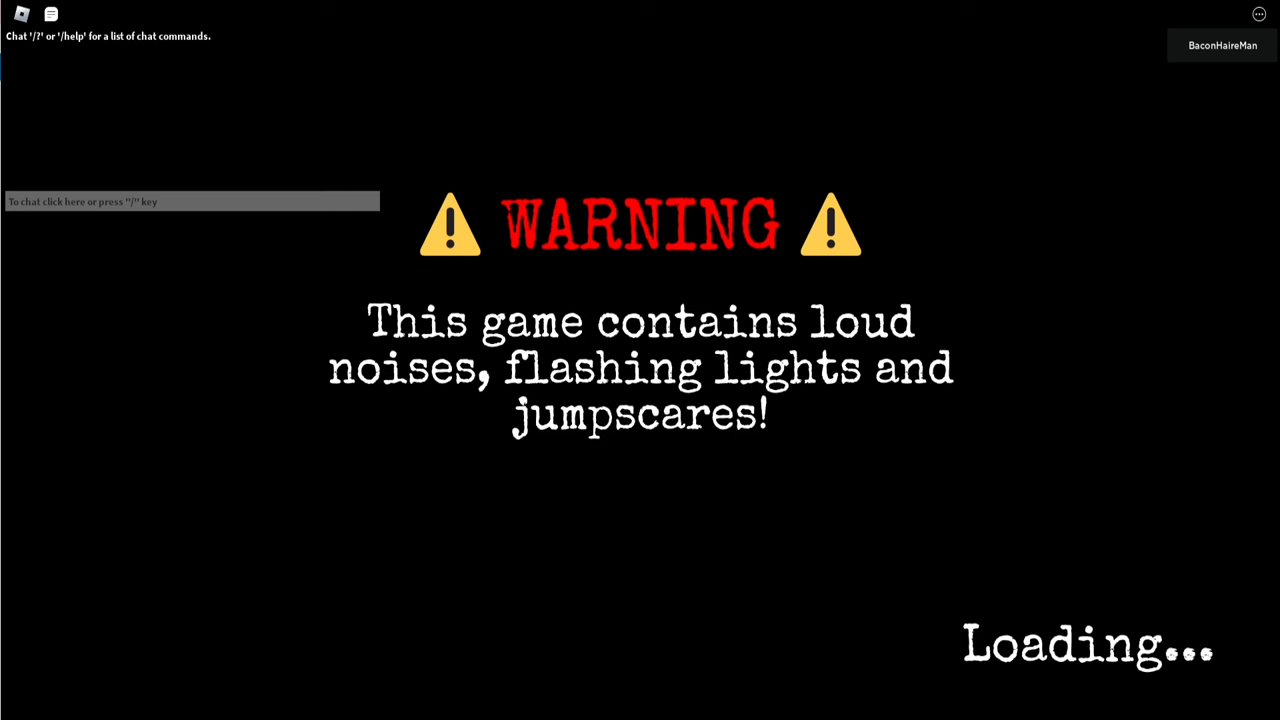 Chat '/?' or '/help' for a list of chat commands.
BaconHaireMan
To chat click here or press "/" key
WARNING
This game contains loud
noises, flashing lights and
jumpscares!
Loading...